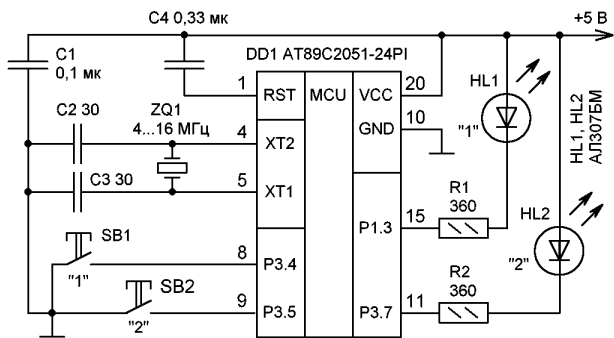 C4 0,33 мк
+5 В
C1
0,1 мк
DD1 AT89C2051-24PI
1
RST
MCU
VCC
20
HL1
C2 30
ZQ1
4...16 МГц
4
XT2
GND
10
"1"
HL1, HL2
АЛ307БМ
C3 30
5
XT1
R1
360
15
P1.3
HL2
SB1
"1"
8
P3.4
"2"
SB2
"2"
9
P3.5
P3.7
11
R2
360